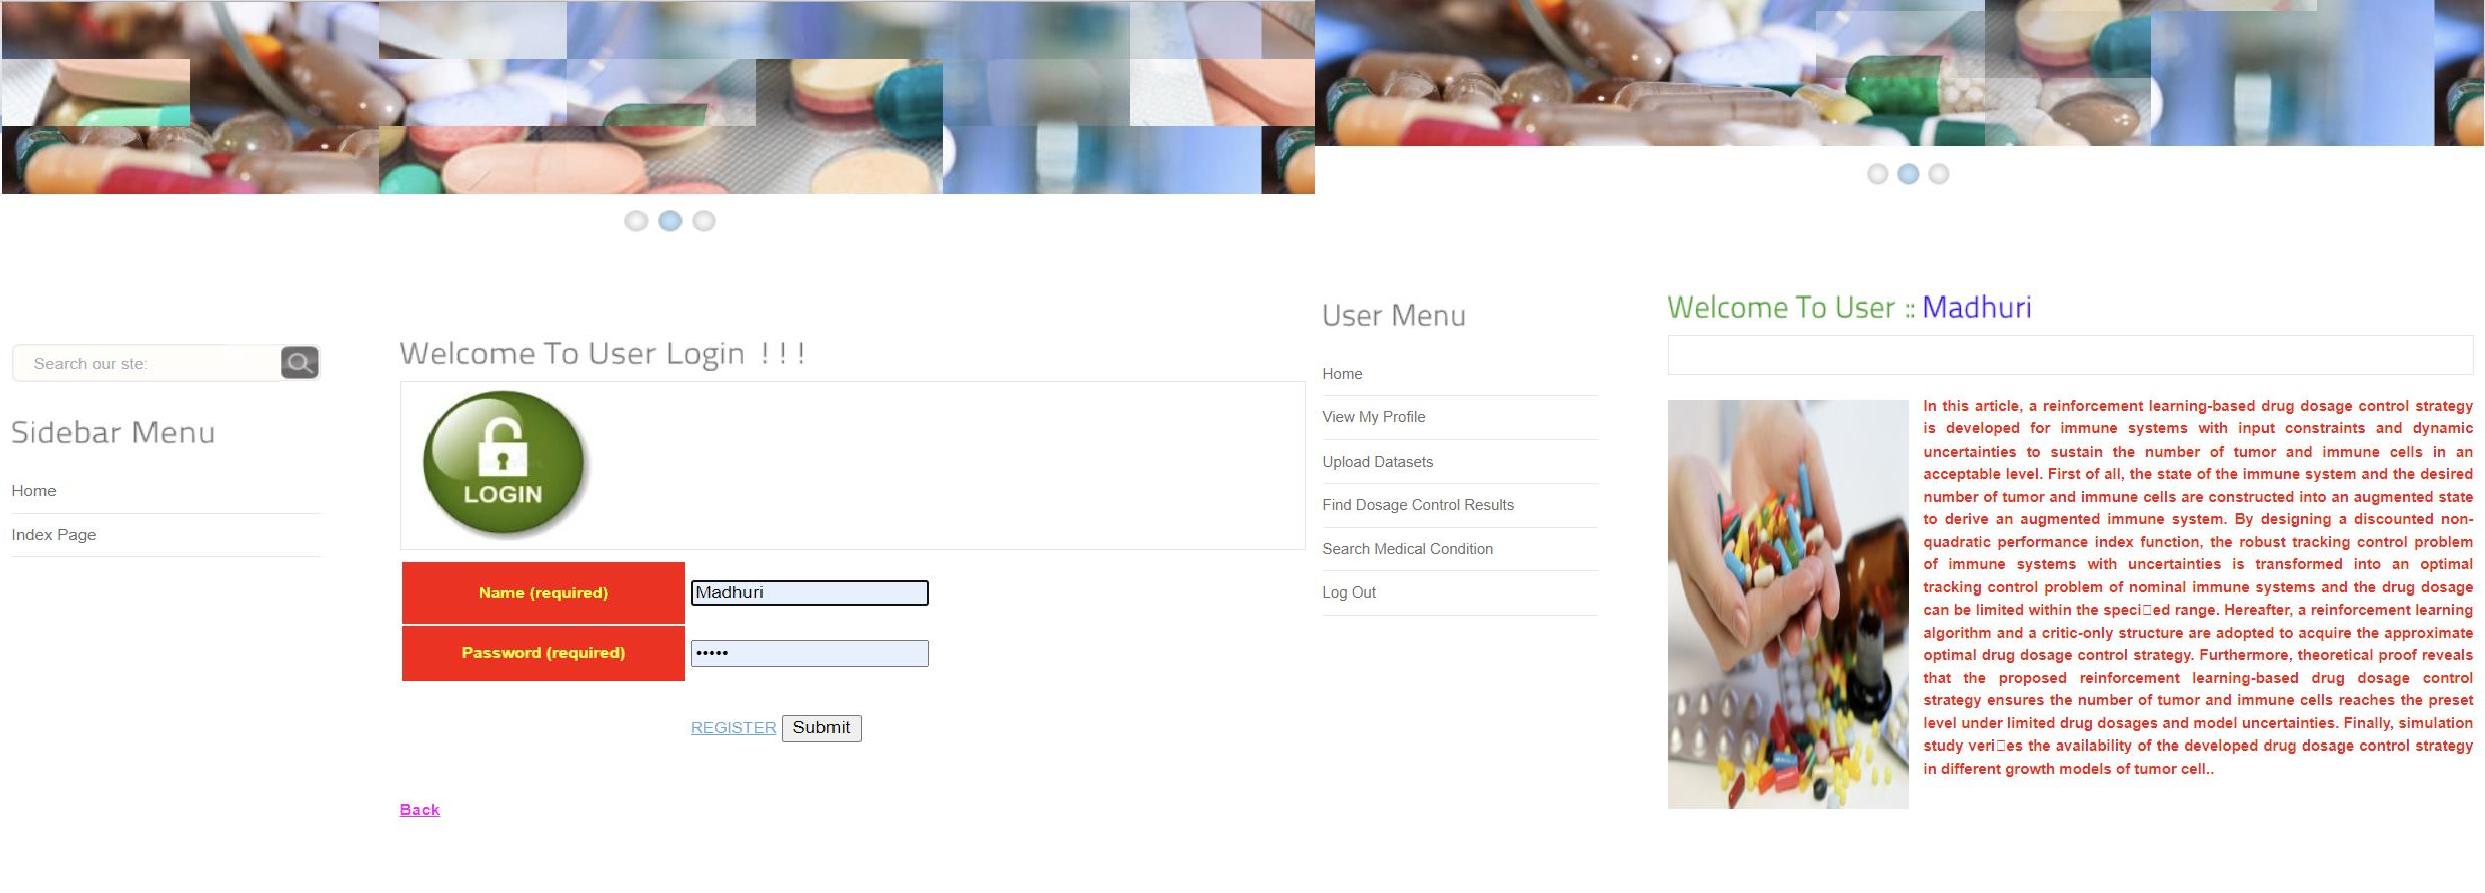 Search our ste:
Sidebar Menu
Home
Index Page
Welcome To User Login !!!
LOGIN
Name (required)
Madhuri
Password (required)
•••••
REGISTER
Submit
Back
User Menu
Home
View My Profile
Upload Datasets
Find Dosage Control Results
Search Medical Condition
Log Out
Welcome To User :: Madhuri
In this article, a reinforcement learning-based drug dosage control strategy
is developed for immune systems with input constraints and dynamic
uncertainties to sustain the number of tumor and immune cells in an
acceptable level. First of all, the state of the immune system and the desired
number of tumor and immune cells are constructed into an augmented state
to derive an augmented immune system. By designing a discounted non-
quadratic performance index function, the robust tracking control problem
of immune systems with uncertainties is transformed into an optimal
tracking control problem of nominal immune systems and the drug dosage
can be limited within the speci□ed range. Hereafter, a reinforcement learning
algorithm and a critic-only structure are adopted to acquire the approximate
optimal drug dosage control strategy. Furthermore, theoretical proof reveals
that the proposed reinforcement learning-based drug dosage control
strategy ensures the number of tumor and immune cells reaches the preset
level under limited drug dosages and model uncertainties. Finally, simulation
study veri□es the availability of the developed drug dosage control strategy
in different growth models of tumor cell..